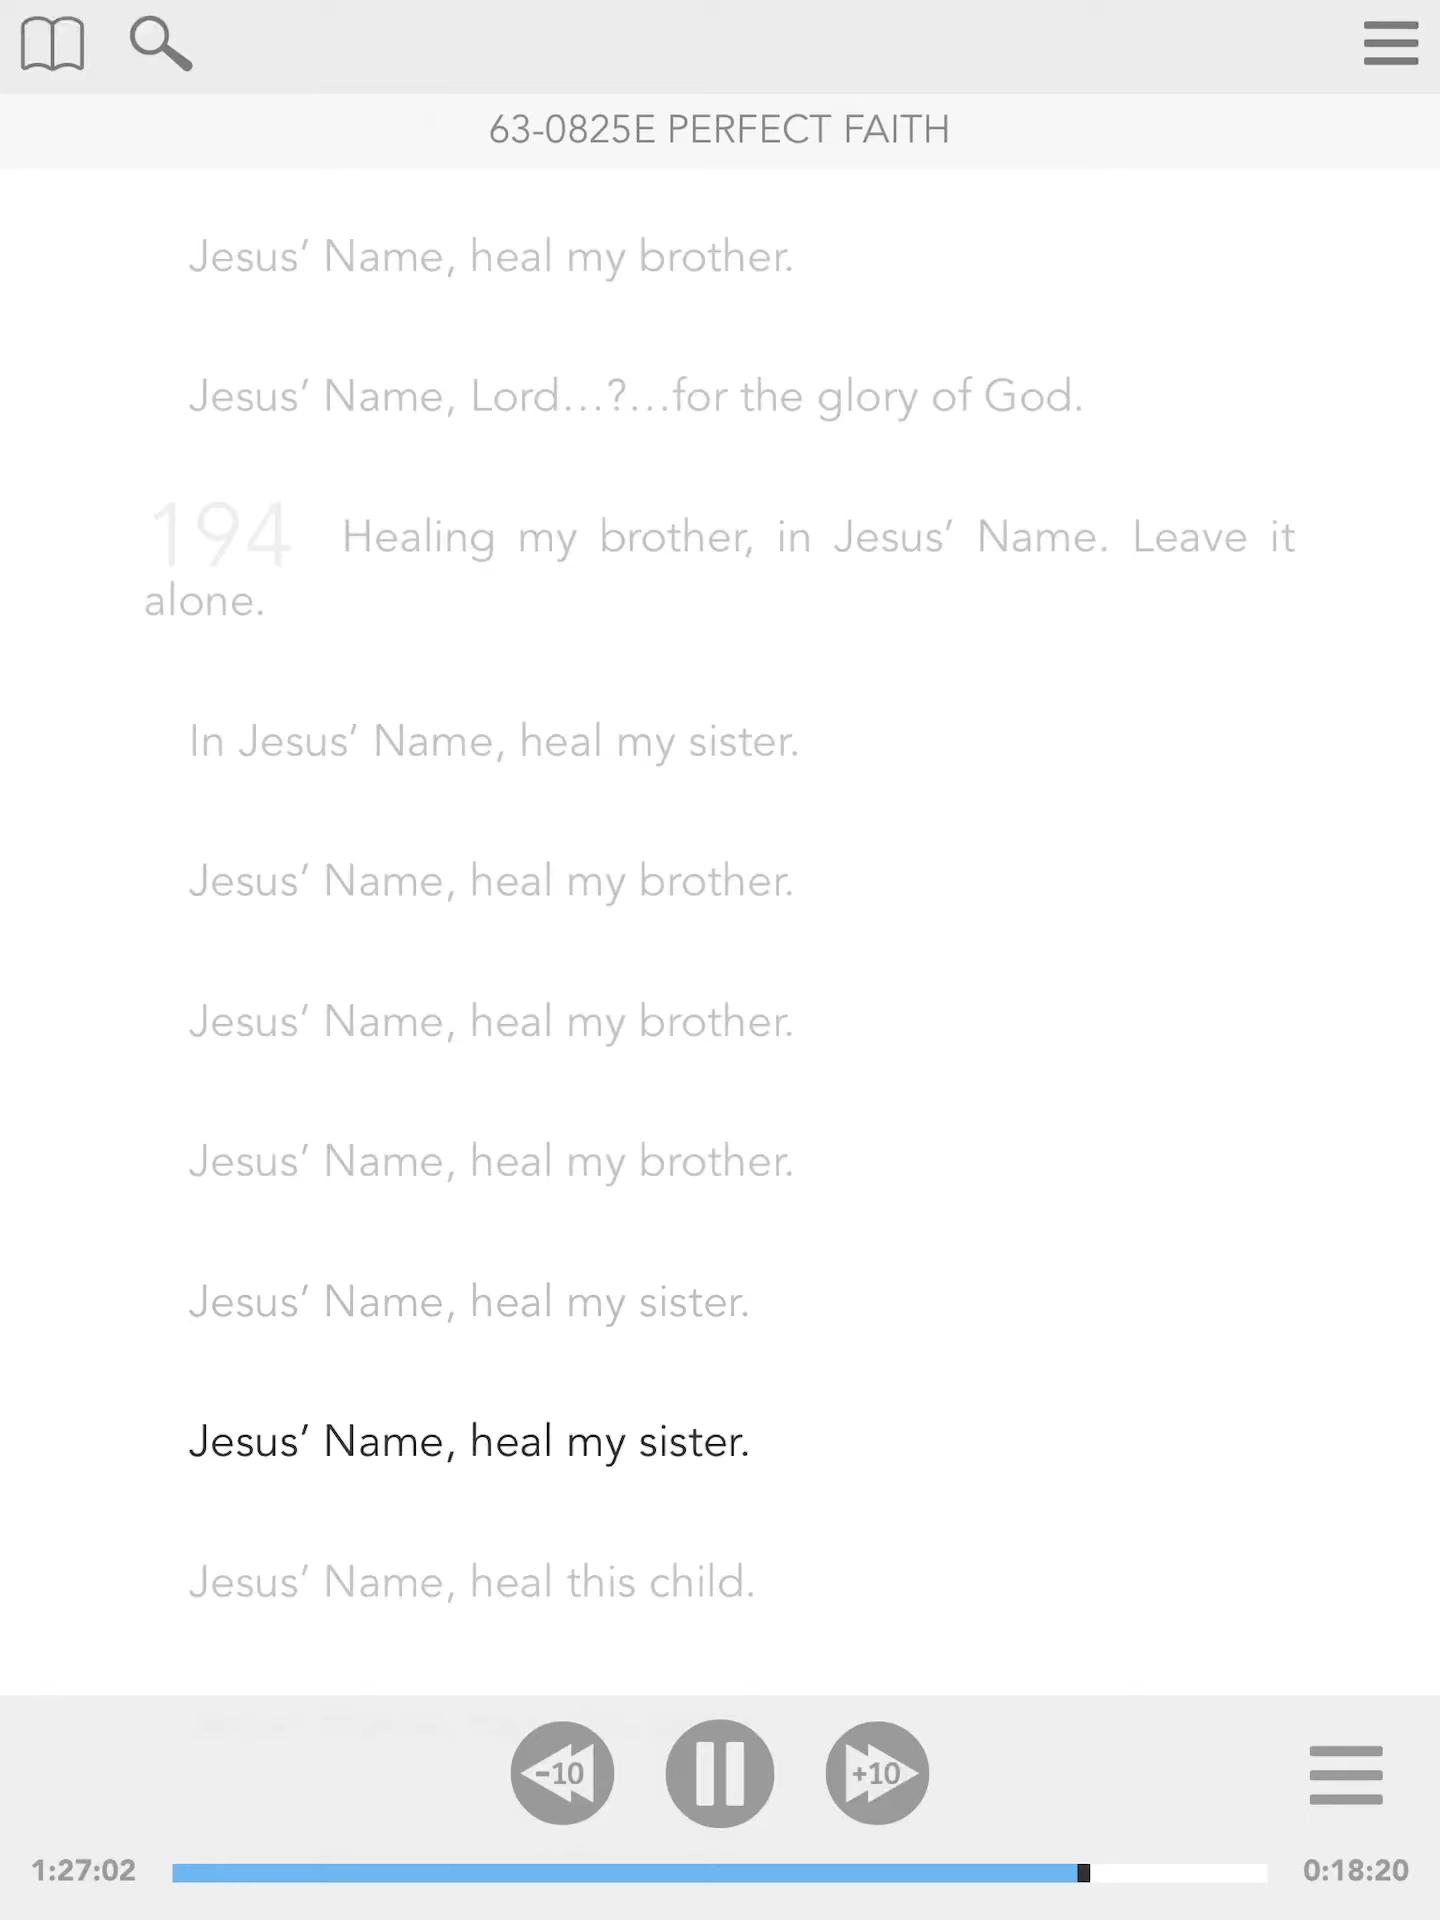 63-0825E PERFECT FAITH
Jesus’ Name, heal my brother.
Jesus’ Name, Lord…?…for the glory of God.
194 Healing my brother, in Jesus’ Name. Leave it
alone.
In Jesus’ Name, heal my sister.
Jesus’ Name, heal my brother.
Jesus’ Name, heal my brother.
Jesus’ Name, heal my brother.
Jesus’ Name, heal my sister.
Jesus’ Name, heal my sister.
Jesus’ Name, heal this child.
-10 +10
1:27:02 0:18:20